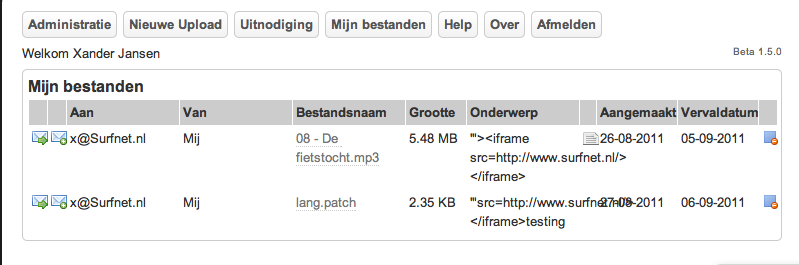 Administratie Nieuwe Upload Uitnodiging Mijn bestanden Help Over Afmelden
Welkom Xander Jansen Beta 1.5.0
Mijn bestanden
Aan Van Bestandsnaam Grootte Onderwerp Aangemaakt Vervaldatum
x@Surfnet.nl Mij 08 - De 5.48 MB '"><iframe 26-08-2011 05-09-2011
fietstocht.mp3 src=http://www.surfnet.nl/>
</iframe>
x@Surfnet.nl Mij lang.patch 2.35 KB '"src=http://www.surfnet.nl/> 27-08-2011 06-09-2011
</iframe>testing